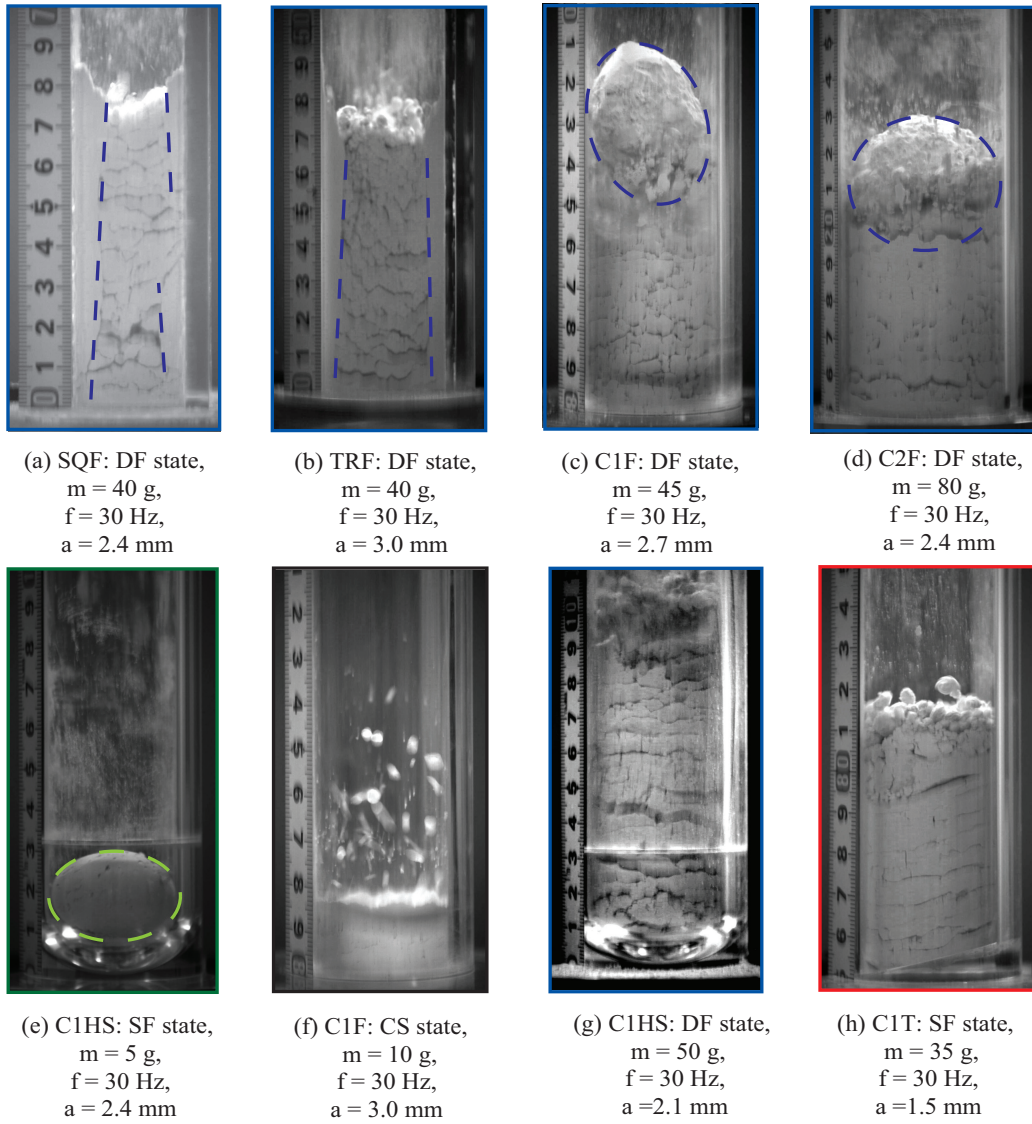 (a) SQF: DF state,
m = 40 g,
f = 30 Hz,
a = 2.4 mm
(b) TRF: DF state,
m = 40 g,
f = 30 Hz,
a = 3.0 mm
(c) C1F: DF state,
m = 45 g,
f = 30 Hz,
a = 2.7 mm
(d) C2F: DF state,
m = 80 g,
f = 30 Hz,
a = 2.4 mm
(e) C1HS: SF state,
m = 5 g,
f = 30 Hz,
a = 2.4 mm
(f) C1F: CS state,
m = 10 g,
f = 30 Hz,
a = 3.0 mm
(g) C1HS: DF state,
m = 50 g,
f = 30 Hz,
a =2.1 mm
(h) C1T: SF state,
m = 35 g,
f = 30 Hz,
a =1.5 mm